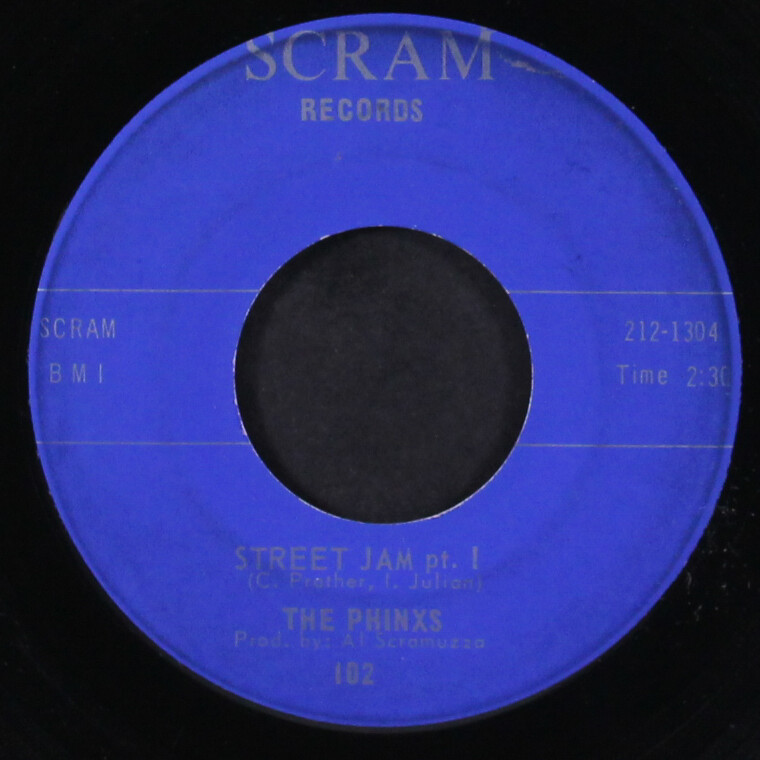 SCRAM
RECORDS
SCRAM
BMI
212-1304
Time 2:30
STREET JAM pt. I
(C. Prother, I. Julian)
THE PHINXS
Prod. by: Al Scramuzza
102